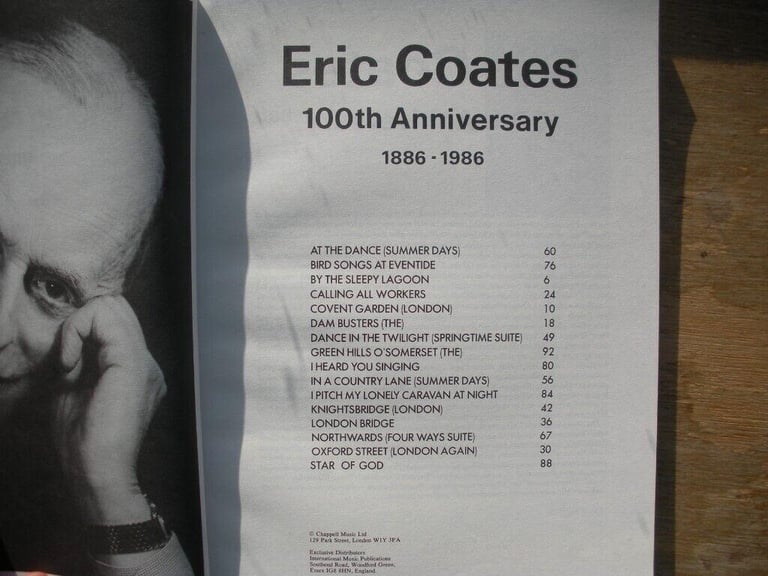 Eric Coates
100th Anniversary
1886 - 1986
AT THE DANCE (SUMMER DAYS) 60
BIRD SONGS AT EVENTIDE 76
BY THE SLEEPY LAGOON 6
CALLING ALL WORKERS 24
COVENT GARDEN (LONDON) 10
DAM BUSTERS (THE) 18
DANCE IN THE TWILIGHT (SPRINGTIME SUITE) 49
GREEN HILLS O'SOMERSET (THE) 92
I HEARD YOU SINGING 80
IN A COUNTRY LANE (SUMMER DAYS) 56
I PITCH MY LONELY CARAVAN AT NIGHT 84
KNIGHTSBRIDGE (LONDON) 42
LONDON BRIDGE 36
NORTHWARDS (FOUR WAYS SUITE) 67
OXFORD STREET (LONDON AGAIN) 30
STAR OF GOD 88
© Chappell Music Ltd
129 Park Street, London W1Y 3FA
Exclusive Distributers
International Music Publications
Southend Road, Woodford Green,
Essex IG8 8HN, England.